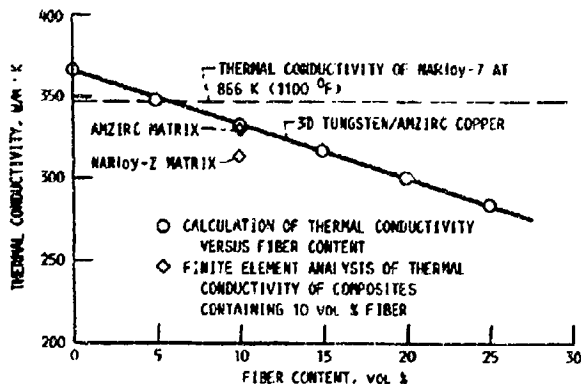 400
THERMAL CONDUCTIVITY OF NARloy-7 AT
866 K (1100 °F)
350
AMZIRC MATRIX
3D TUNGSTEN/AMZIRC COPPER
NARloy-Z MATRIX
300
THERMAL CONDUCTIVITY, W/M·K
CALCULATION OF THERMAL CONDUCTIVITY
VERSUS FIBER CONTENT
250
FINITE ELEMENT ANALYSIS OF THERMAL
CONDUCTIVITY OF COMPOSITES
CONTAINING 10 VOL % FIBER
200
0 5 10 15 20 25 30
FIBER CONTENT, VOL %